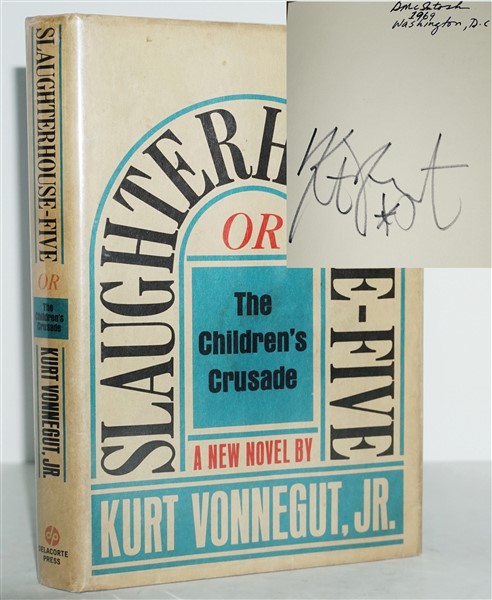 SLAUGHTERHOUSE-FIVE
OR
The
Children's
Crusade
KURT VONNEGUT, JR.
DELACORTE
PRESS
SLAUGHTERH
E-FIVE
OR
The
Children's
Crusade
A NEW NOVEL BY
KURT VONNEGUT, JR.
DMcIntosh
1969
Washington, D.C